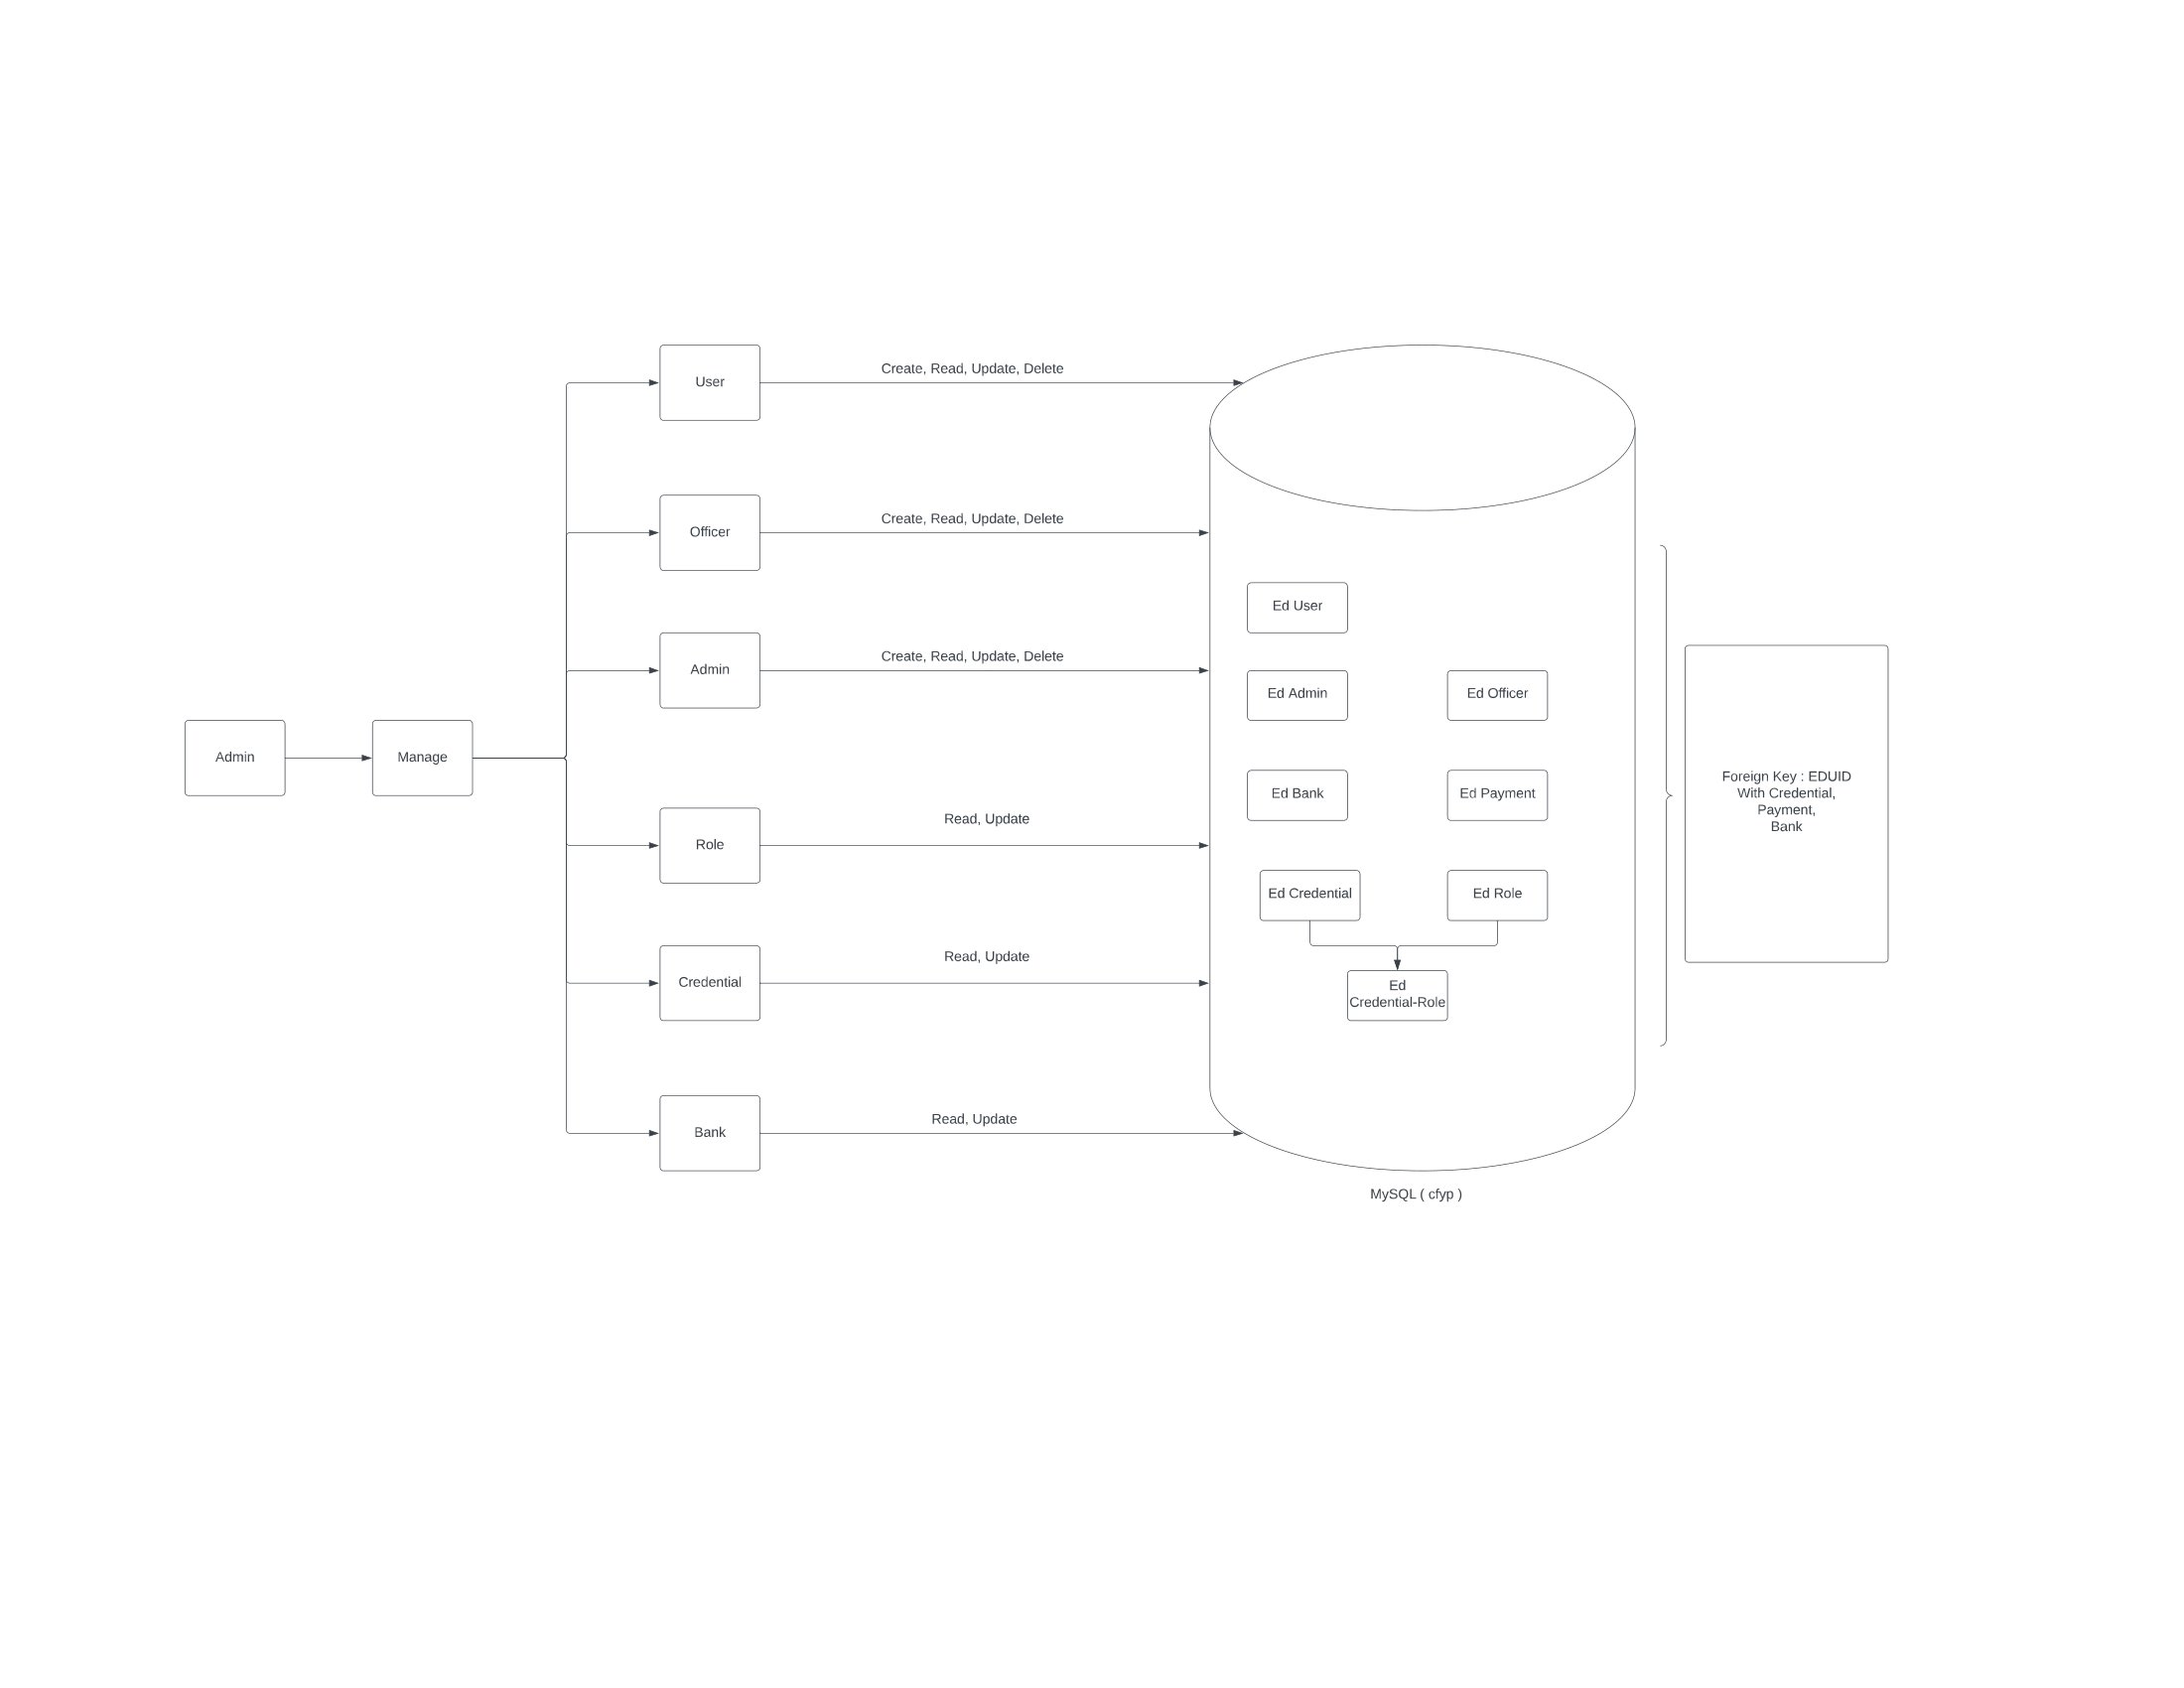 User
Create, Read, Update, Delete
Officer
Create, Read, Update, Delete
Admin
Create, Read, Update, Delete
Admin
Manage
Role
Read, Update
Credential
Read, Update
Bank
Read, Update
Ed User
Ed Admin
Ed Officer
Ed Bank
Ed Payment
Ed Credential
Ed Role
Ed
Credential-Role
MySQL ( cfyp )
Foreign Key : EDUID
With Credential,
Payment,
Bank